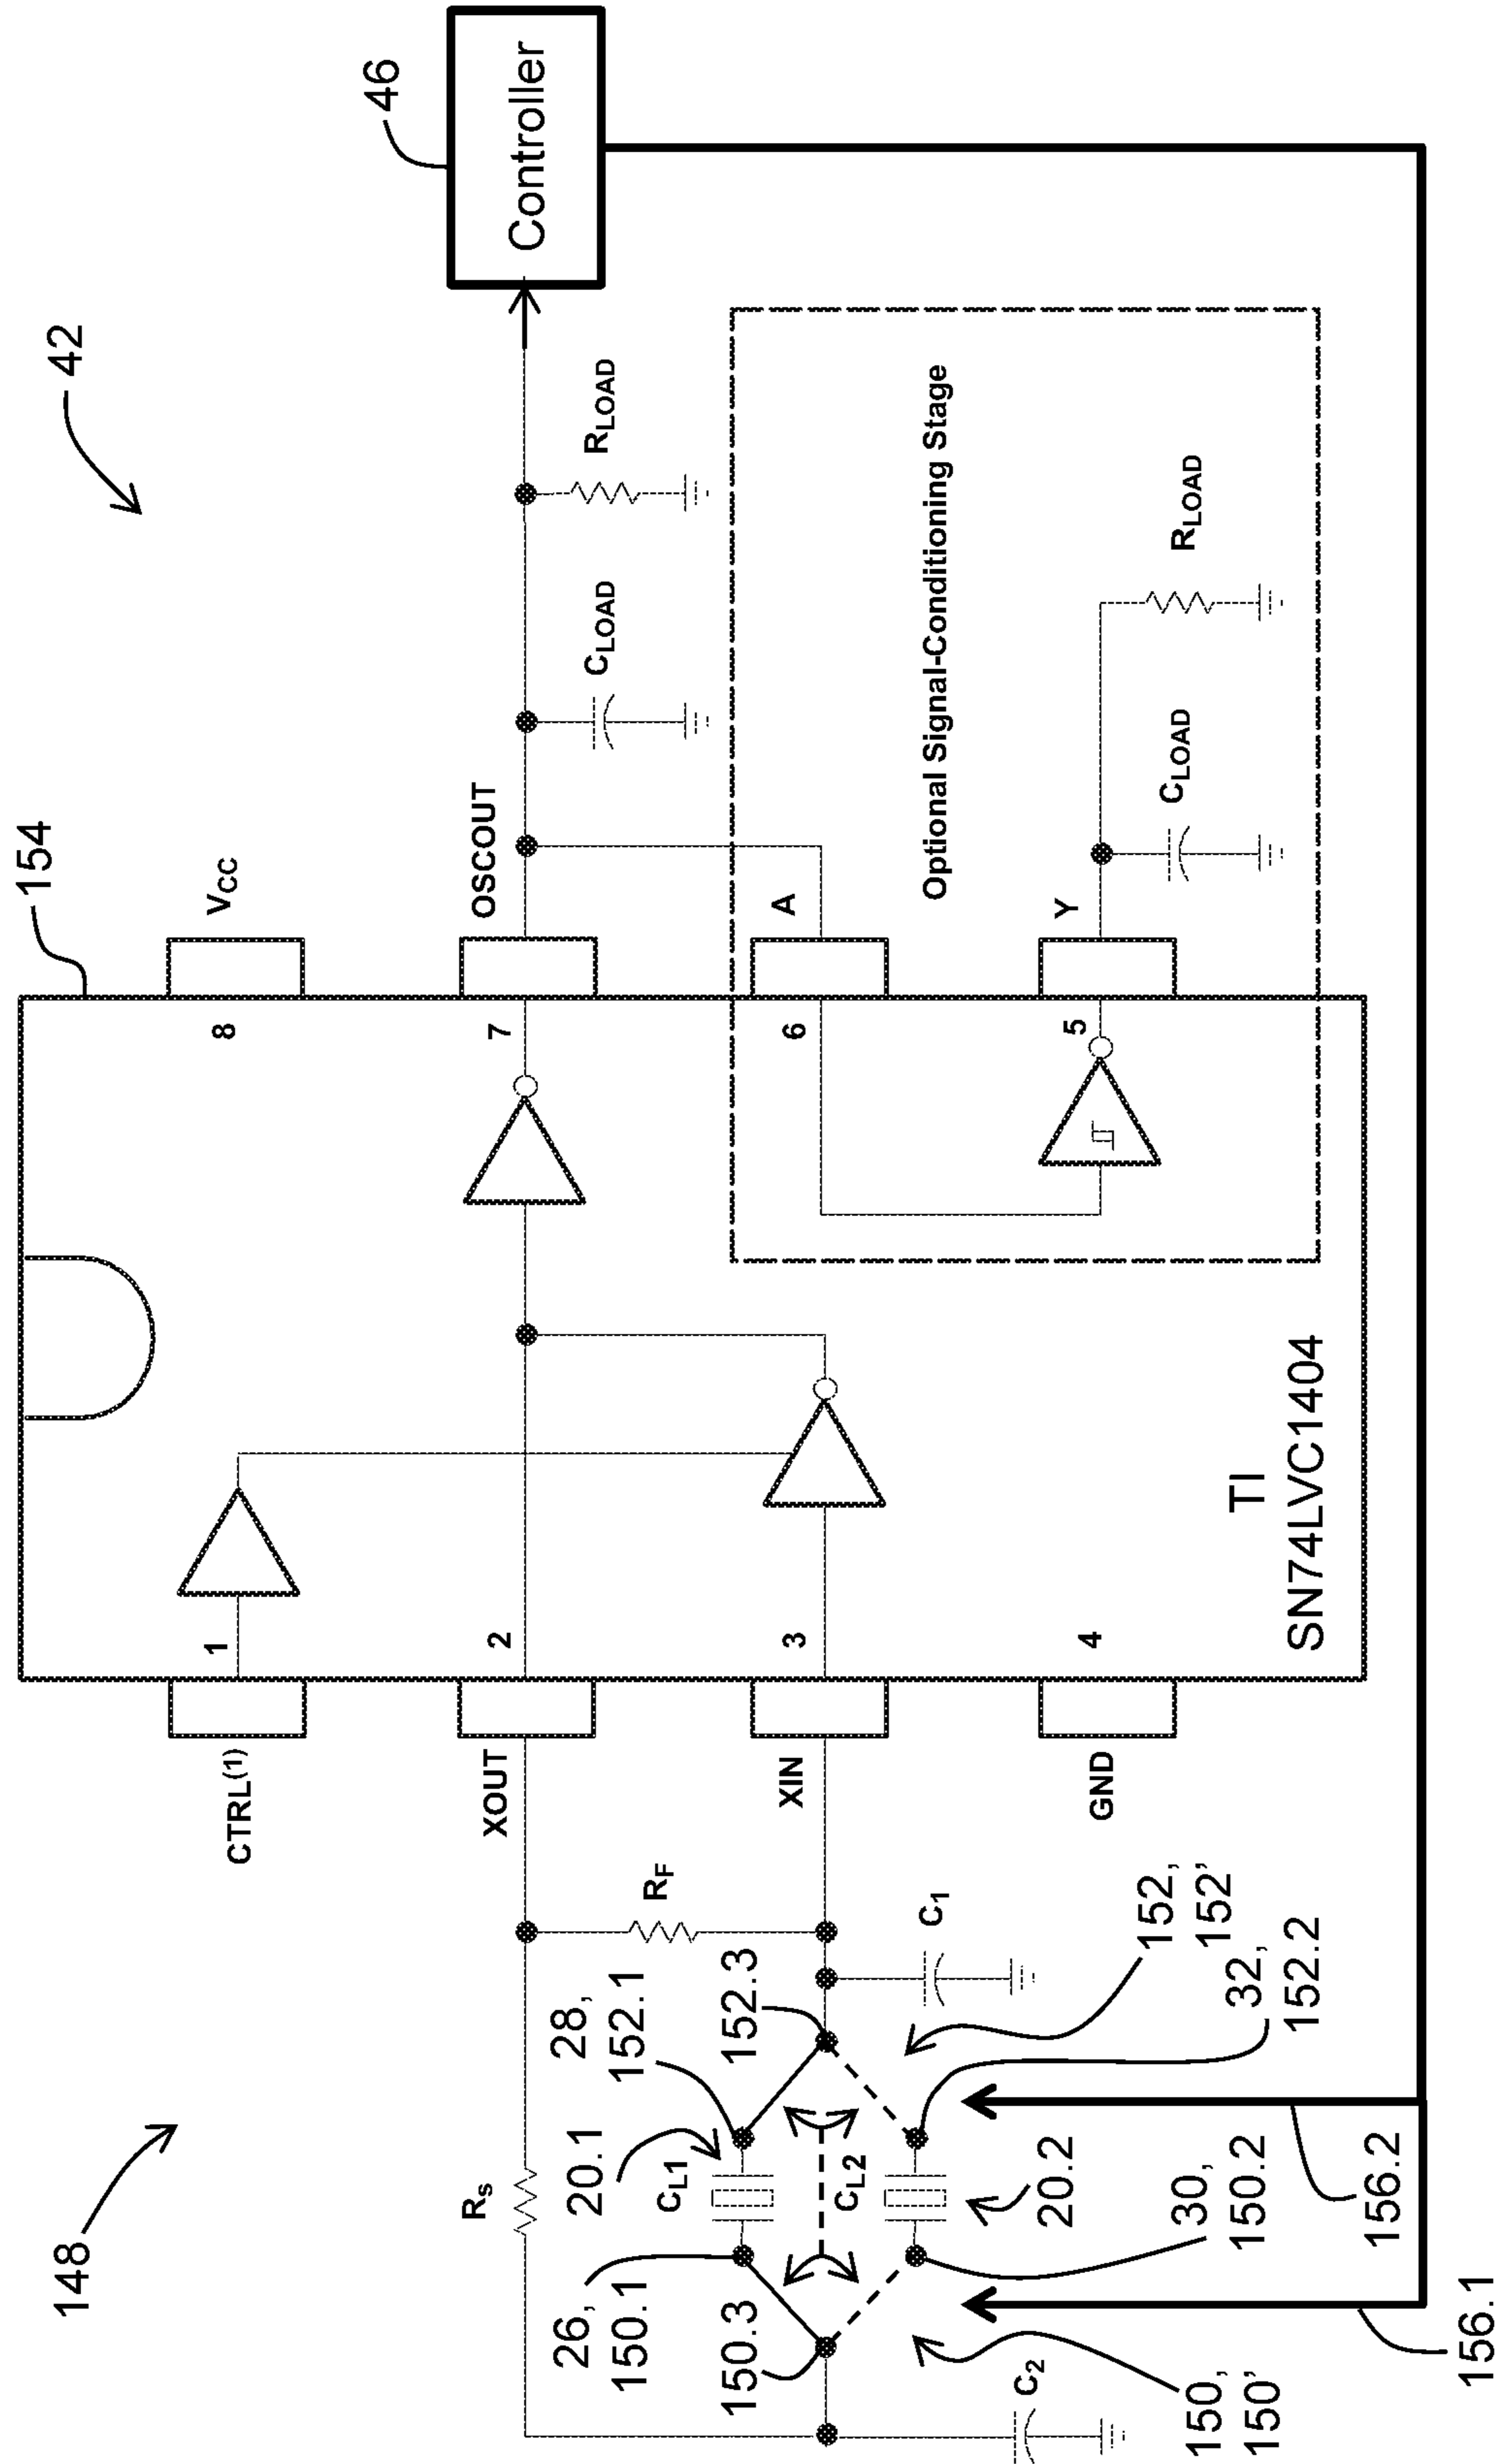 42
46
Controller
154
148
CTRL(1)
1
8
VCC
XOUT
2
7
OSCOUT
XIN
3
6
A
GND
4
5
Y
TI
SN74LVC1404
CLOAD
RLOAD
Optional Signal-Conditioning Stage
CLOAD
RLOAD
RS
RF
26,
150.1
20.1
28,
152.1
CL1
150.3
152.3
CL2
C1
C2
20.2
30,
150.2
32,
152.2
150,
150'
152,
152'
156.1
156.2